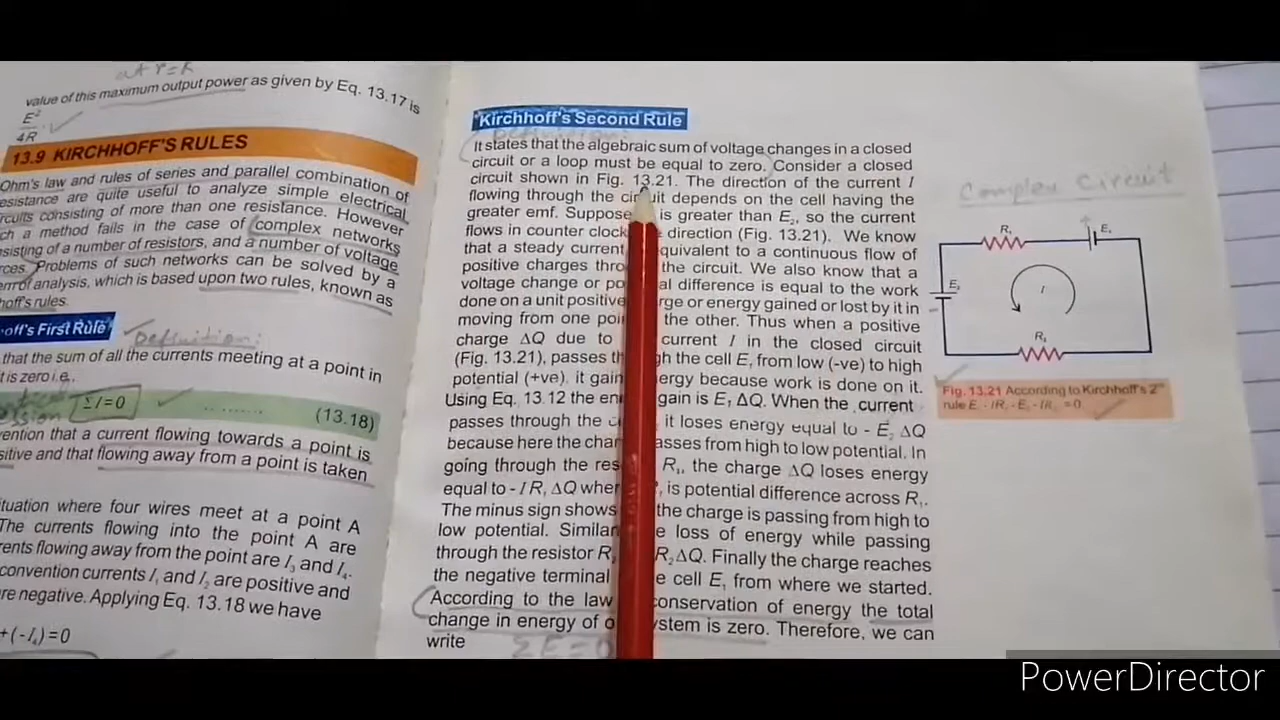 at r=R
value of this maximum output power as given by Eq. 13.17 is
E²
4R
13.9 KIRCHHOFF'S RULES
Ohm's law and rules of series and parallel combination of
esistance are quite useful to analyze simple electrical
ircuits consisting of more than one resistance. However
ch a method fails in the case of complex networks
nsisting of a number of resistors, and a number of voltage
rces. Problems of such networks can be solved by a
em of analysis, which is based upon two rules, known as
hoff's rules.
off's First Rule
Definition:
that the sum of all the currents meeting at a point in
it is zero i.e.,
ession ΣI=0 ........ (13.18)
vention that a current flowing towards a point is
sitive and that flowing away from a point is taken
ituation where four wires meet at a point A
The currents flowing into the point A are
rents flowing away from the point are I₃ and I₄.
convention currents I₁ and I₂ are positive and
re negative. Applying Eq. 13.18 we have
+(-I₄)=0
Kirchhoff's Second Rule
Definition:
It states that the algebraic sum of voltage changes in a closed
circuit or a loop must be equal to zero. Consider a closed
circuit shown in Fig. 13.21. The direction of the current I
flowing through the circuit depends on the cell having the
greater emf. Suppose is greater than E₂, so the current
flows in counter clock direction (Fig. 13.21). We know
that a steady current equivalent to a continuous flow of
positive charges thro the circuit. We also know that a
voltage change or po al difference is equal to the work
done on a unit positive rge or energy gained or lost by it in
moving from one poi the other. Thus when a positive
charge ΔQ due to current I in the closed circuit
(Fig. 13.21), passes th gh the cell E₁ from low (-ve) to high
potential (+ve), it gain ergy because work is done on it.
Using Eq. 13.12 the en gain is E₁ ΔQ. When the current
passes through the c it loses energy equal to - E₂ ΔQ
because here the char asses from high to low potential. In
going through the res R₁, the charge ΔQ loses energy
equal to - I R₁ ΔQ wher is potential difference across R₁.
The minus sign shows the charge is passing from high to
low potential. Similar e loss of energy while passing
through the resistor R₂ R₂ΔQ. Finally the charge reaches
the negative terminal e cell E₁ from where we started.
According to the law conservation of energy the total
change in energy of o ystem is zero. Therefore, we can
write ΣE=0
Complex Circuit
R₁ E₁
E₂ I
R₂
Fig. 13.21 According to Kirchhoff's 2ⁿᵈ
rule E₁ - IR₁ - E₂ - IR₂ =0
PowerDirector